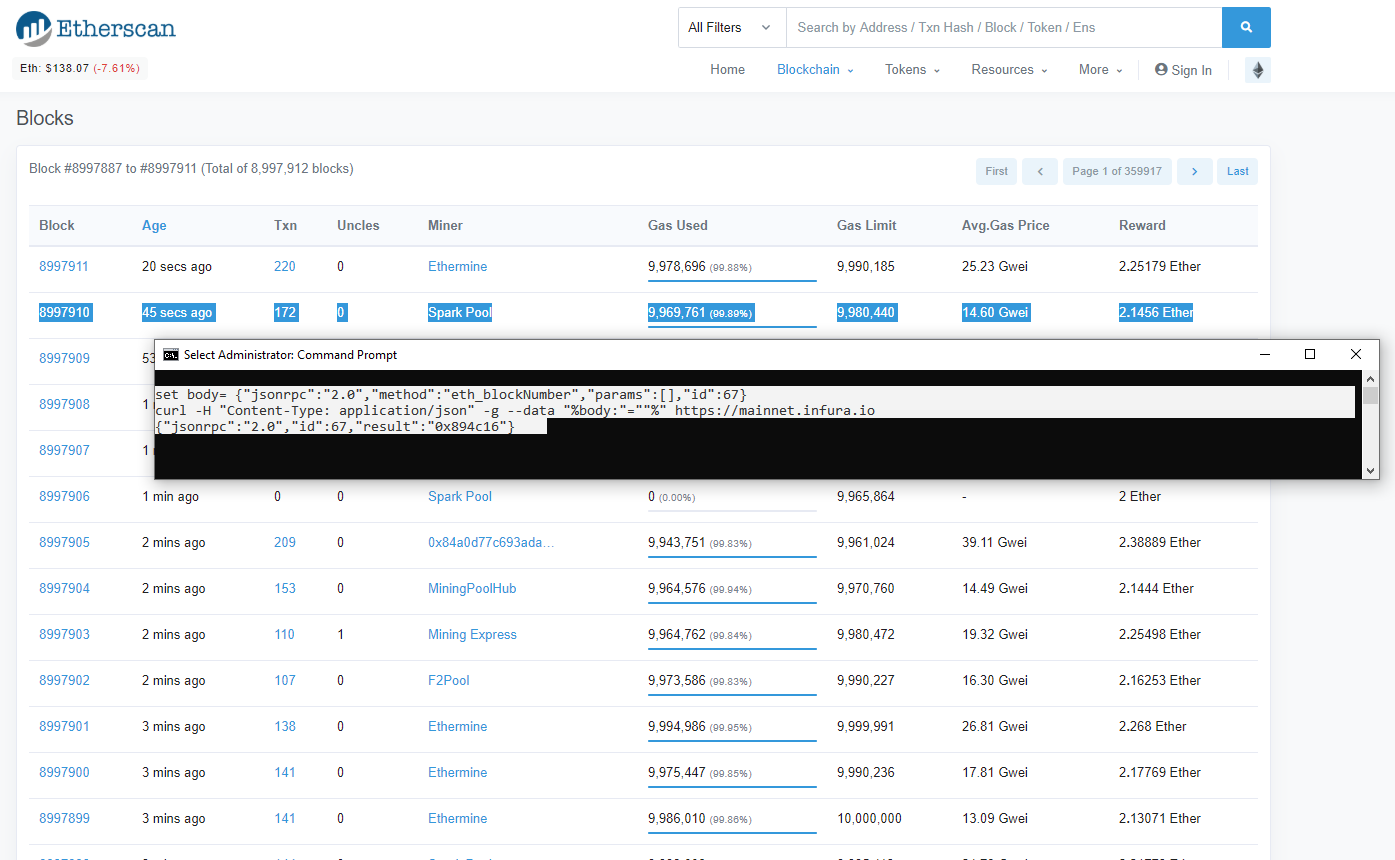 Etherscan
All Filters Search by Address / Txn Hash / Block / Token / Ens
Eth: $138.07 (-7.61%)
Home Blockchain Tokens Resources More Sign In
Blocks
Block #8997887 to #8997911 (Total of 8,997,912 blocks)
First Page 1 of 359917 Last
Block Age Txn Uncles Miner Gas Used Gas Limit Avg.Gas Price Reward
8997911 20 secs ago 220 0 Ethermine 9,978,696 (99.88%) 9,990,185 25.23 Gwei 2.25179 Ether
8997910 45 secs ago 172 0 Spark Pool 9,969,761 (99.89%) 9,980,440 14.60 Gwei 2.1456 Ether
8997909 53
Select Administrator: Command Prompt
set body= {"jsonrpc":"2.0","method":"eth_blockNumber","params":[],"id":67}
8997908 1
curl -H "Content-Type: application/json" -g --data "%body:"=""%" https://mainnet.infura.io
{"jsonrpc":"2.0","id":67,"result":"0x894c16"}
8997907 1
8997906 1 min ago 0 0 Spark Pool 0 (0.00%) 9,965,864 - 2 Ether
8997905 2 mins ago 209 0 0x84a0d77c693ada... 9,943,751 (99.83%) 9,961,024 39.11 Gwei 2.38889 Ether
8997904 2 mins ago 153 0 MiningPoolHub 9,964,576 (99.94%) 9,970,760 14.49 Gwei 2.1444 Ether
8997903 2 mins ago 110 1 Mining Express 9,964,762 (99.84%) 9,980,472 19.32 Gwei 2.25498 Ether
8997902 2 mins ago 107 0 F2Pool 9,973,586 (99.83%) 9,990,227 16.30 Gwei 2.16253 Ether
8997901 3 mins ago 138 0 Ethermine 9,994,986 (99.95%) 9,999,991 26.81 Gwei 2.268 Ether
8997900 3 mins ago 141 0 Ethermine 9,975,447 (99.85%) 9,990,236 17.81 Gwei 2.17769 Ether
8997899 3 mins ago 141 0 Ethermine 9,986,010 (99.86%) 10,000,000 13.09 Gwei 2.13071 Ether